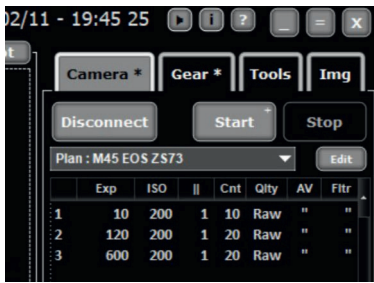 02/11 - 19:45 25 i ? _ = x
t
Camera * Gear * Tools Img
Disconnect Start + Stop
Plan : M45 EOS ZS73 Edit
Exp ISO || Cnt Qlty AV Fltr
1 10 200 1 10 Raw " "
2 120 200 1 20 Raw " "
3 600 200 1 20 Raw " "